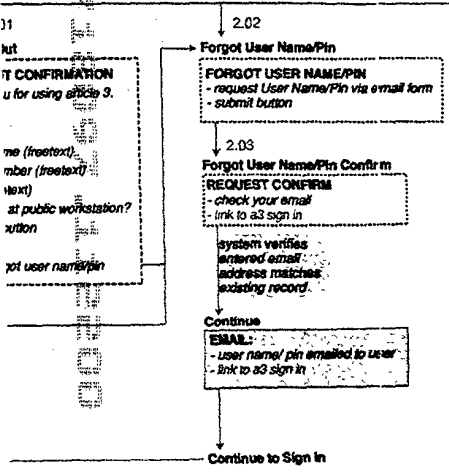 01
out
T CONFIRMATION
u for using article 3.
me (freetext)
mber (freetext)
text)
at public workstation?
button
got user name/pin
2.02
Forgot User Name/Pin
FORGOT USER NAME/PIN
- request User Name/Pin via email form
- submit button
2.03
Forgot User Name/Pin Confirm
REQUEST CONFIRM
- check your email
- link to a3 sign in
system verifies
entered email
address matches
existing record
Continue
EMAIL:
- user name/ pin emailed to user
- link to a3 sign in
Continue to Sign In